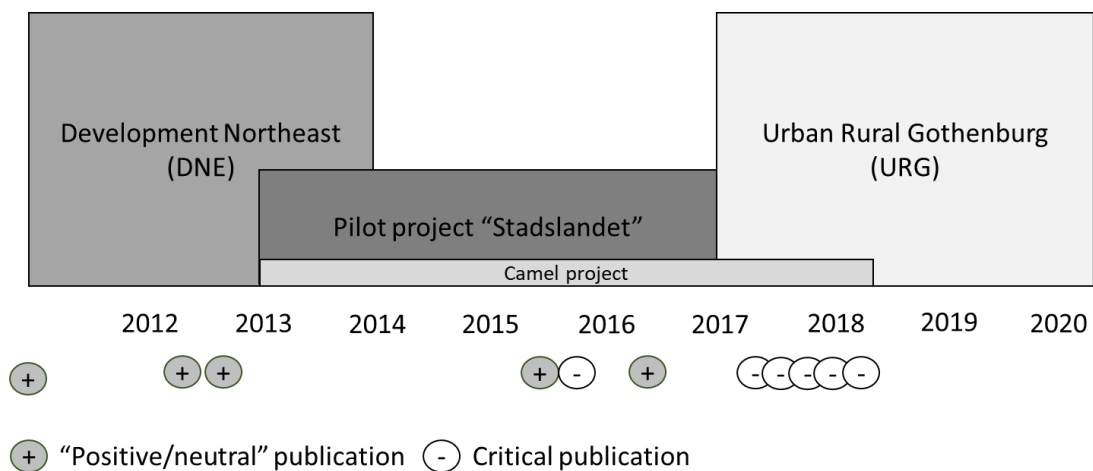 Development Northeast
(DNE)
Urban Rural Gothenburg
(URG)
Pilot project “Stadslandet”
Camel project
2012 2013 2014 2015 2016 2017 2018 2019 2020
+ + + + - + - - - - -
+ “Positive/neutral” publication - Critical publication